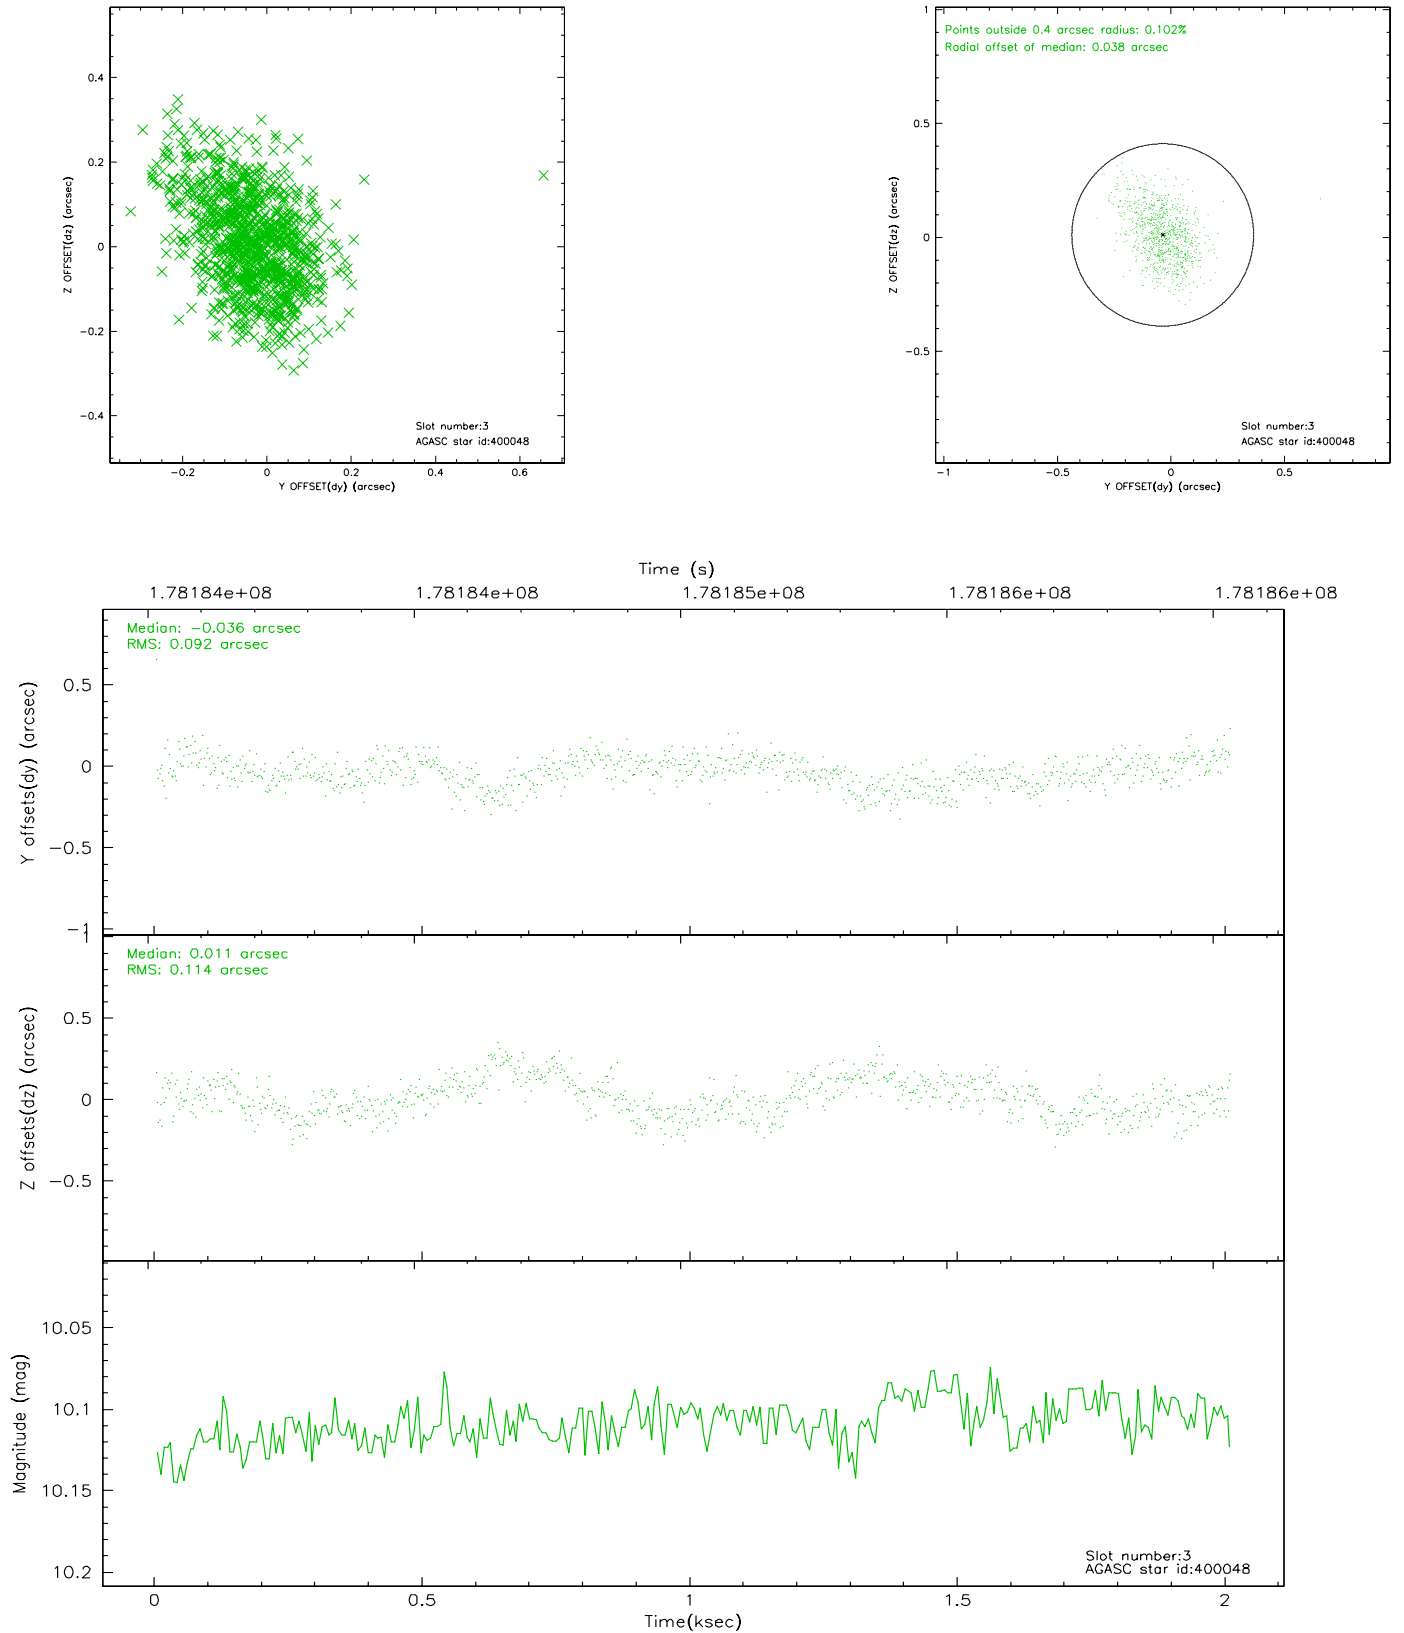 0.4
0.2
0
−0.2
−0.4
Z OFFSET(dz) (arcsec)
Slot number:3
AGASC star id:400048
−0.2 0 0.2 0.4 0.6
Y OFFSET(dy) (arcsec)
Points outside 0.4 arcsec radius: 0.102%
Radial offset of median: 0.038 arcsec
1
0.5
0
−0.5
Z OFFSET(dz) (arcsec)
Slot number:3
AGASC star id:400048
−1 −0.5 0 0.5
Y OFFSET(dy) (arcsec)
Time (s)
1.78184e+08 1.78184e+08 1.78185e+08 1.78186e+08 1.78186e+08
Median: −0.036 arcsec
RMS: 0.092 arcsec
0.5
0
−0.5
−1
Y offsets(dy) (arcsec)
Median: 0.011 arcsec
RMS: 0.114 arcsec
1
0.5
0
−0.5
Z offsets(dz) (arcsec)
10.05
10.1
10.15
10.2
Magnitude (mag)
Slot number:3
AGASC star id:400048
0 0.5 1 1.5 2
Time(ksec)